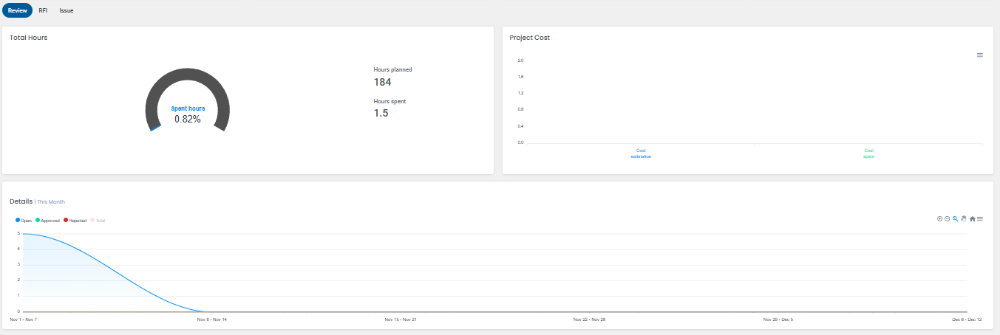 Review RFI Issue
Total Hours
Spent hours
0.82%
Hours planned
184
Hours spent
1.5
Project Cost
2.0
1.6
1.2
0.8
0.4
0.0
Cost
estimation
Cost
spent
Details | This Month
Open Approved Rejected Total
5
4
3
2
1
0
Nov 1 - Nov 7 Nov 8 - Nov 14 Nov 15 - Nov 21 Nov 22 - Nov 28 Nov 29 - Dec 5 Dec 6 - Dec 12